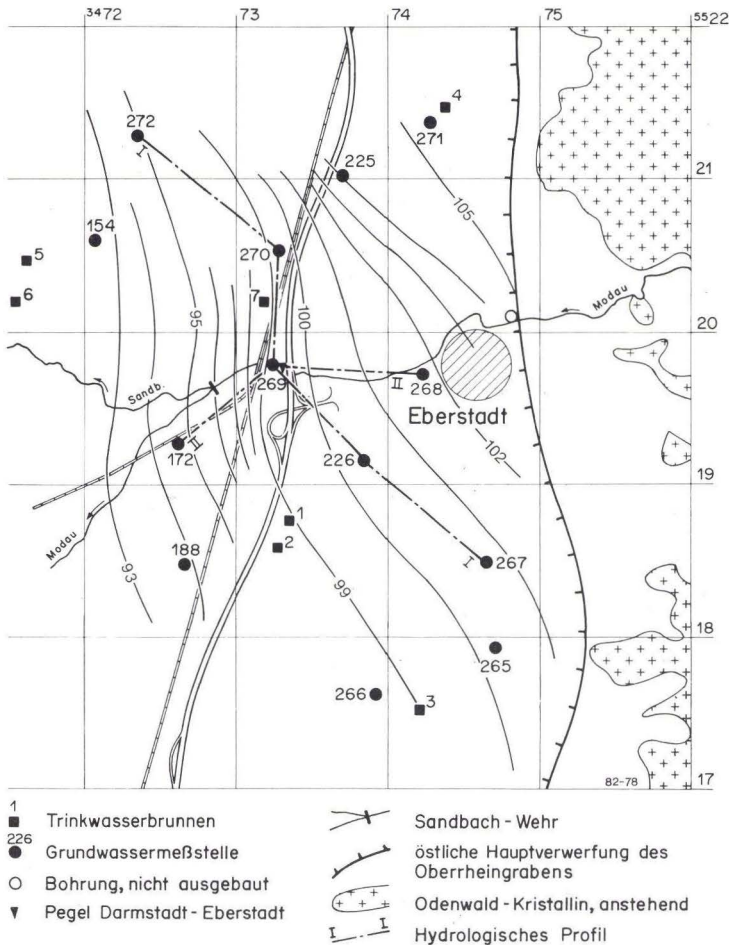 3472 73 74 75 5522
4
272
271
I
225
21
105
154
5
270
6
7
95
100
Modau
20
Sandb.
269
II
268
Eberstadt
172
II
226
102
19
Modau
1
2
188
93
I
267
99
18
265
266
3
82-78
17
1
Trinkwasserbrunnen
226
Grundwassermeßstelle
Bohrung, nicht ausgebaut
Pegel Darmstadt-Eberstadt
Sandbach-Wehr
östliche Hauptverwerfung des
Oberrheingrabens
Odenwald-Kristallin, anstehend
I I
Hydrologisches Profil